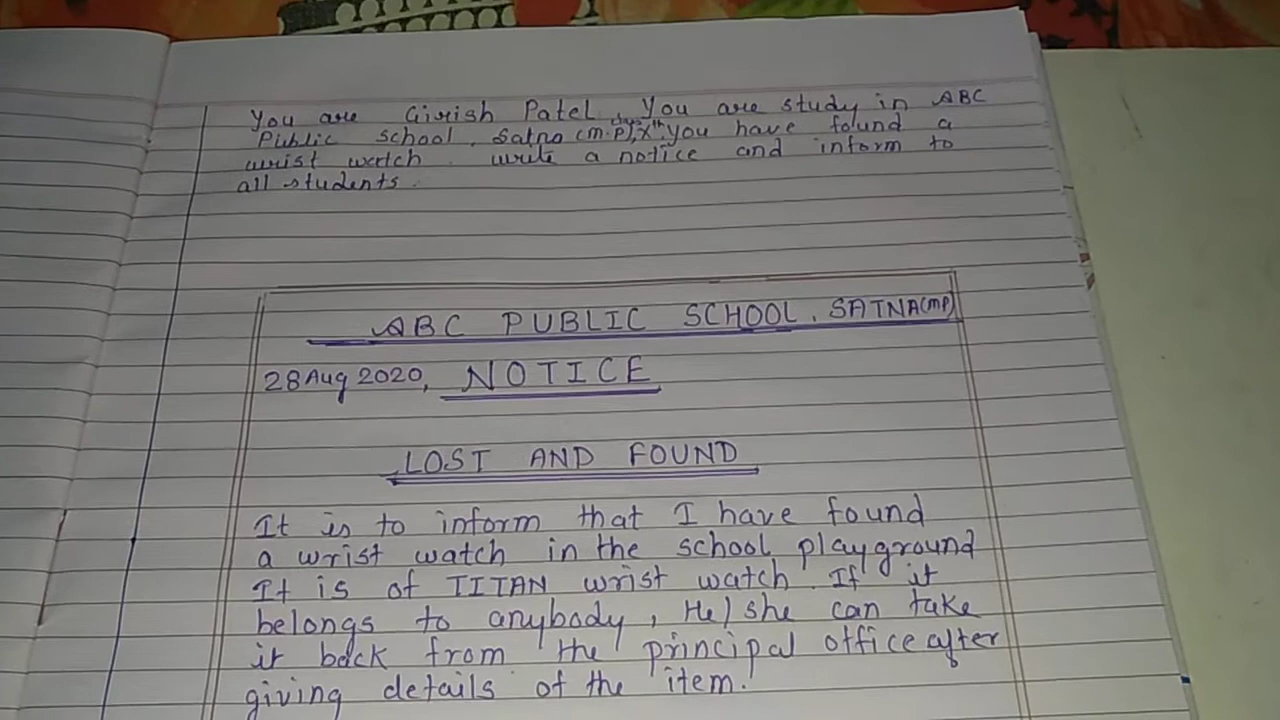 You are Girish Patel. You are study in ABC
Public school, Satna (m.P), class Xth. You have found a
wrist watch. write a notice and inform to
all students.
ABC PUBLIC SCHOOL, SATNA(MP)
28 Aug 2020, NOTICE
LOST AND FOUND
It is to inform that I have found
a wrist watch in the school playground
It is of TITAN wrist watch. If it
belongs to anybody, He/she can take
it back from the principal office after
giving details of the item.